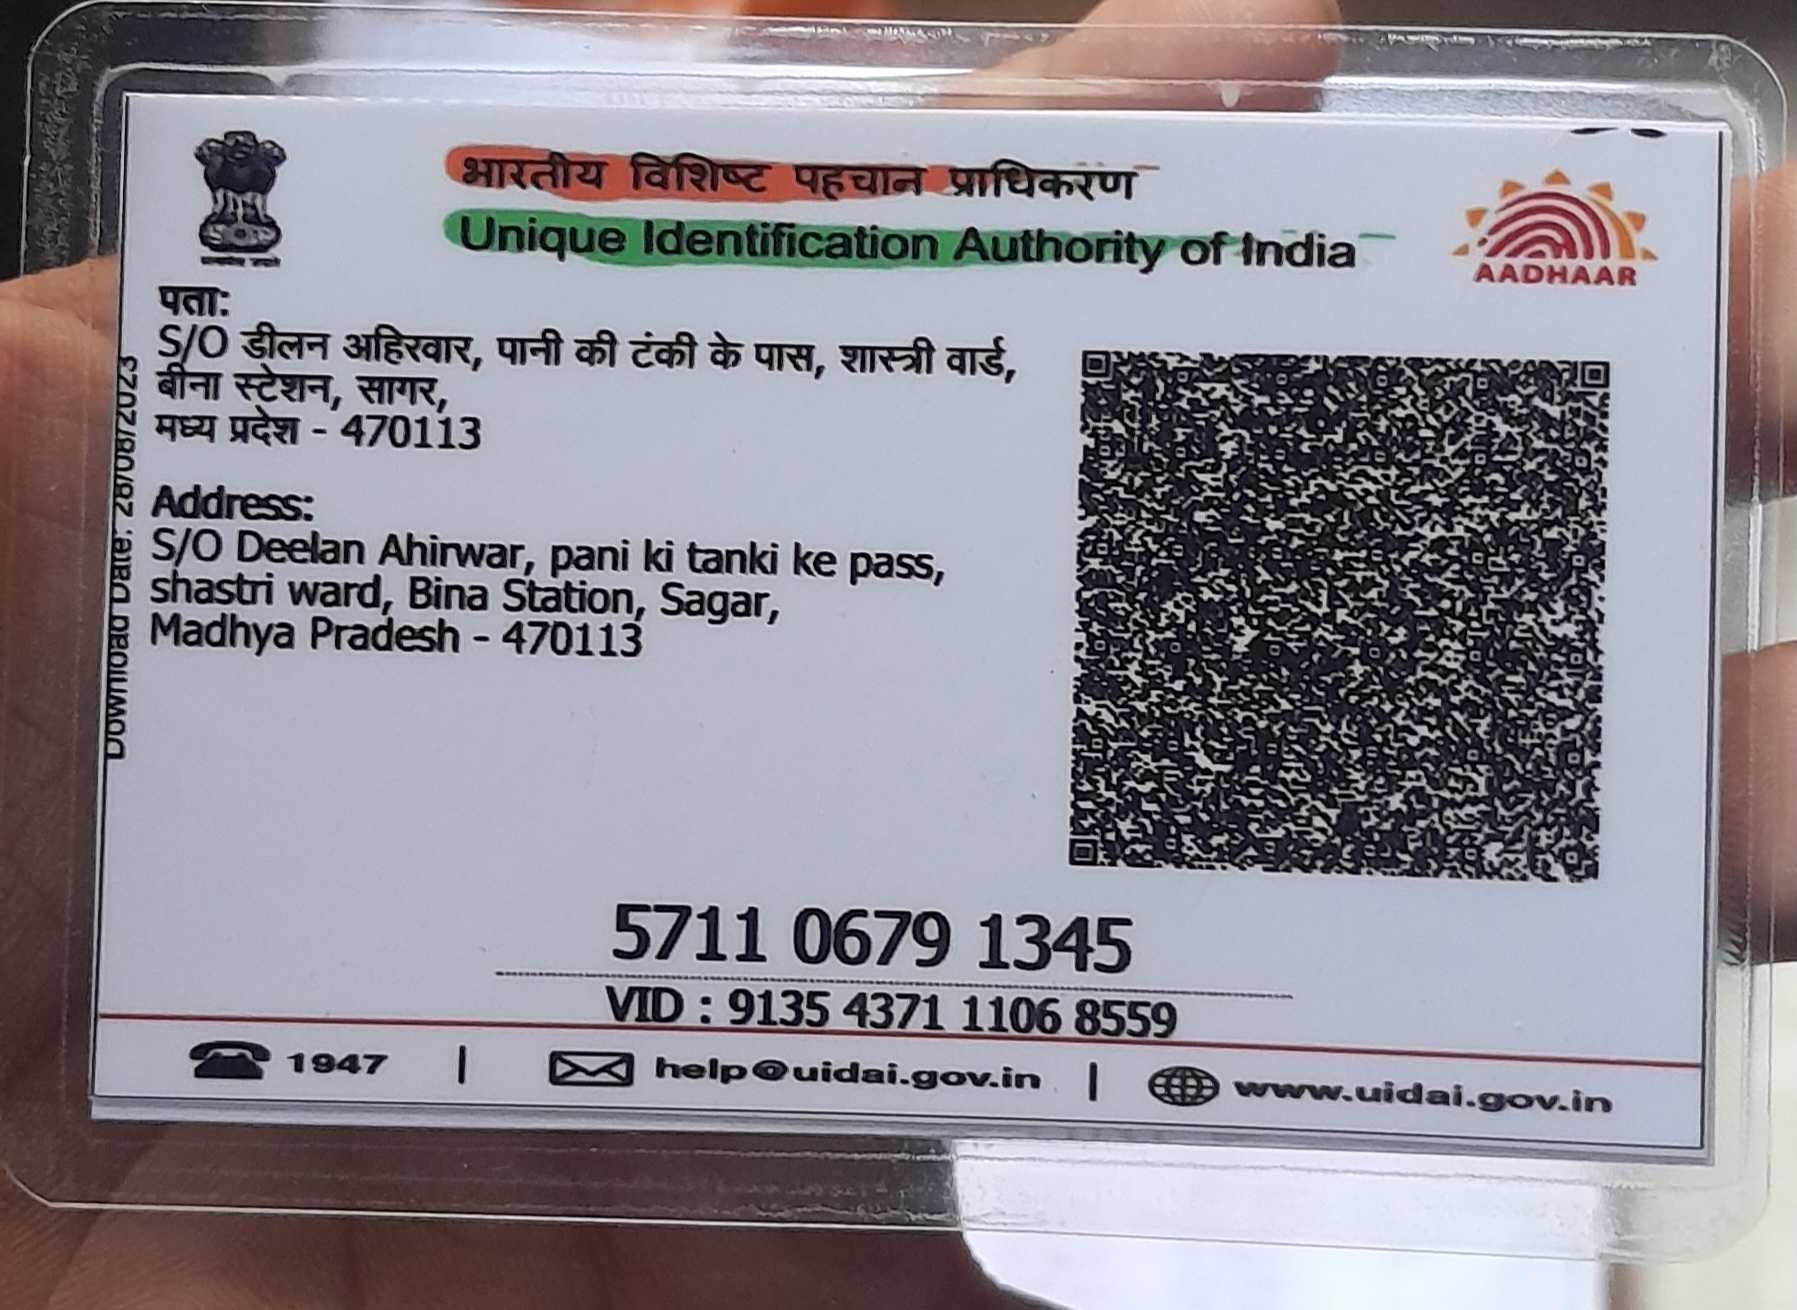 भारतीय विशिष्ट पहचान प्राधिकरण
Unique Identification Authority of India
AADHAAR
पता:
S/O डीलन अहिरवार, पानी की टंकी के पास, शास्त्री वार्ड,
बीना स्टेशन, सागर,
मध्य प्रदेश - 470113
Address:
S/O Deelan Ahirwar, pani ki tanki ke pass,
shastri ward, Bina Station, Sagar,
Madhya Pradesh - 470113
Download Date: 28/08/2023
5711 0679 1345
VID : 9135 4371 1106 8559
1947 | help@uidai.gov.in | www.uidai.gov.in